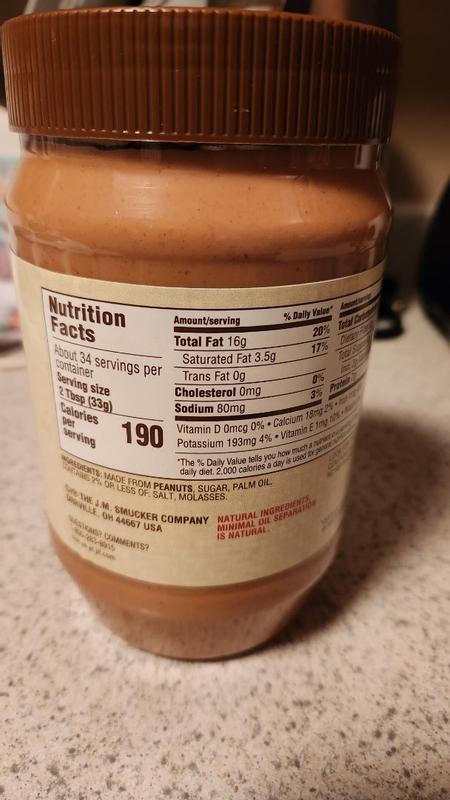 Nutrition
Facts
About 34 servings per
container
Serving size
2 Tbsp (33g)
Calories
per
serving
190
Amount/serving % Daily Value*
Total Fat 16g 20%
Saturated Fat 3.5g 17%
Trans Fat 0g
Cholesterol 0mg 0%
Sodium 80mg 3%
Amount/serving
Total
Dietary
Total
Protein
Vitamin D 0mcg 0% • Calcium 18mg 2% •
Potassium 193mg 4% • Vitamin E 1mg
*The % Daily Value tells you how much a nutrient
daily diet. 2,000 calories a day is used for general
INGREDIENTS: MADE FROM PEANUTS, SUGAR, PALM OIL.
CONTAINS 2% OR LESS OF: SALT, MOLASSES.
THE J.M. SMUCKER COMPANY
ORRVILLE, OH 44667 USA
QUESTIONS? COMMENTS?
NATURAL INGREDIENTS,
MINIMAL OIL SEPARATION
IS NATURAL.